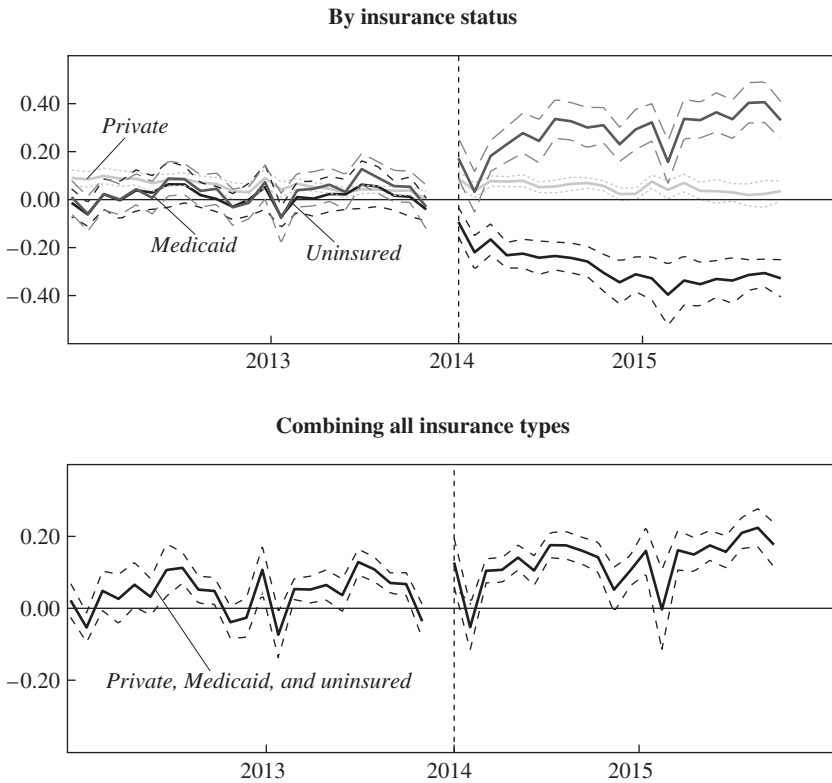 By insurance status
0.40
0.20
0.00
−0.20
−0.40
Private
Medicaid
Uninsured
2013
2014
2015
Combining all insurance types
0.20
0.00
−0.20
Private, Medicaid, and uninsured
2013
2014
2015